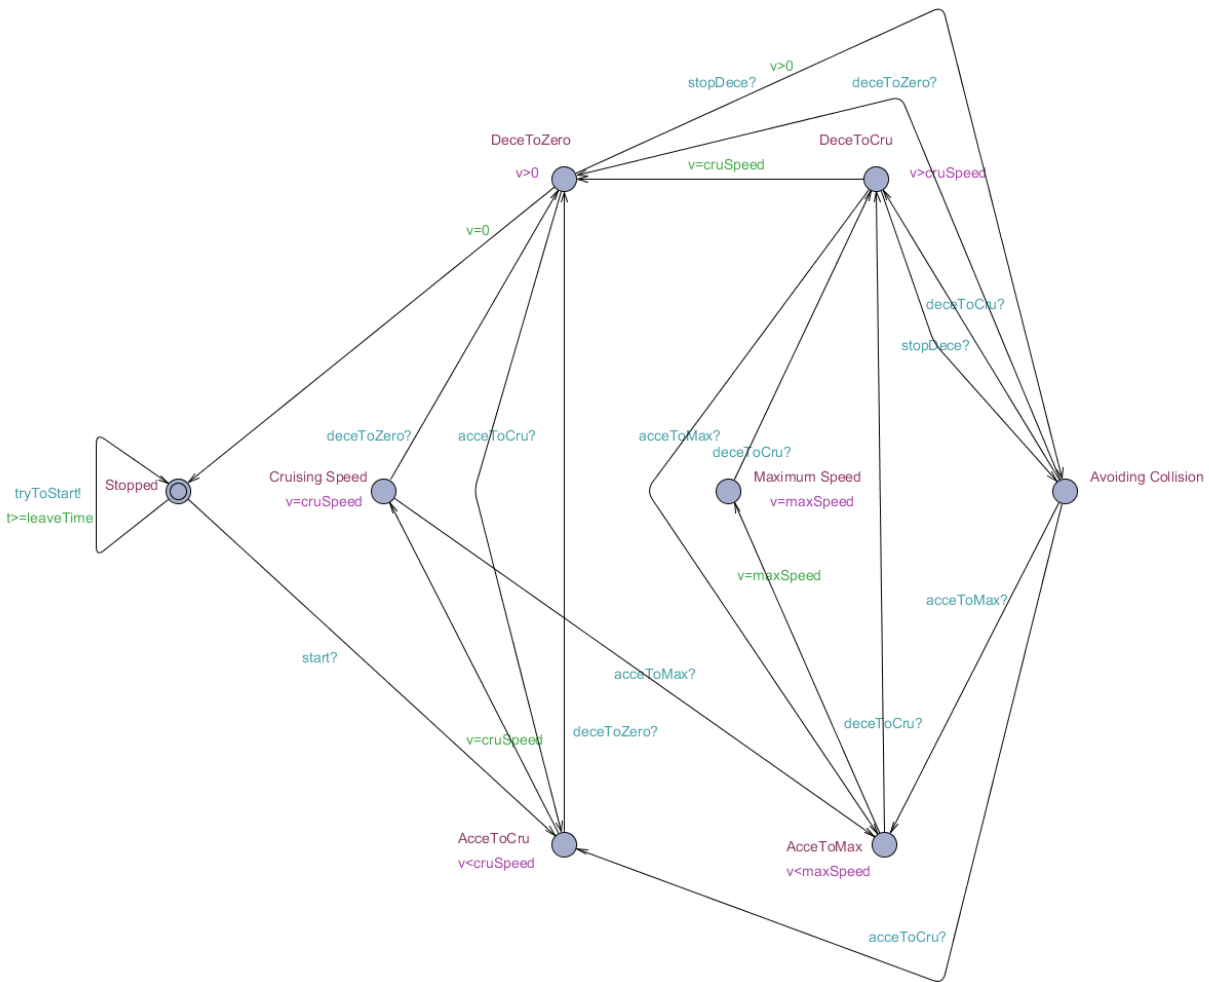 v>0
stopDece?
deceToZero?
DeceToZero
DeceToCru
v=cruSpeed
v>0
v>cruSpeed
v=0
deceToCru?
stopDece?
deceToZero?
acceToCru?
acceToMax?
deceToCru?
Stopped
Cruising Speed
Maximum Speed
Avoiding Collision
tryToStart!
v=cruSpeed
v=maxSpeed
t>=leaveTime
v=maxSpeed
acceToMax?
start?
acceToMax?
deceToCru?
deceToZero?
v=cruSpeed
AcceToCru
AcceToMax
v<cruSpeed
v<maxSpeed
acceToCru?